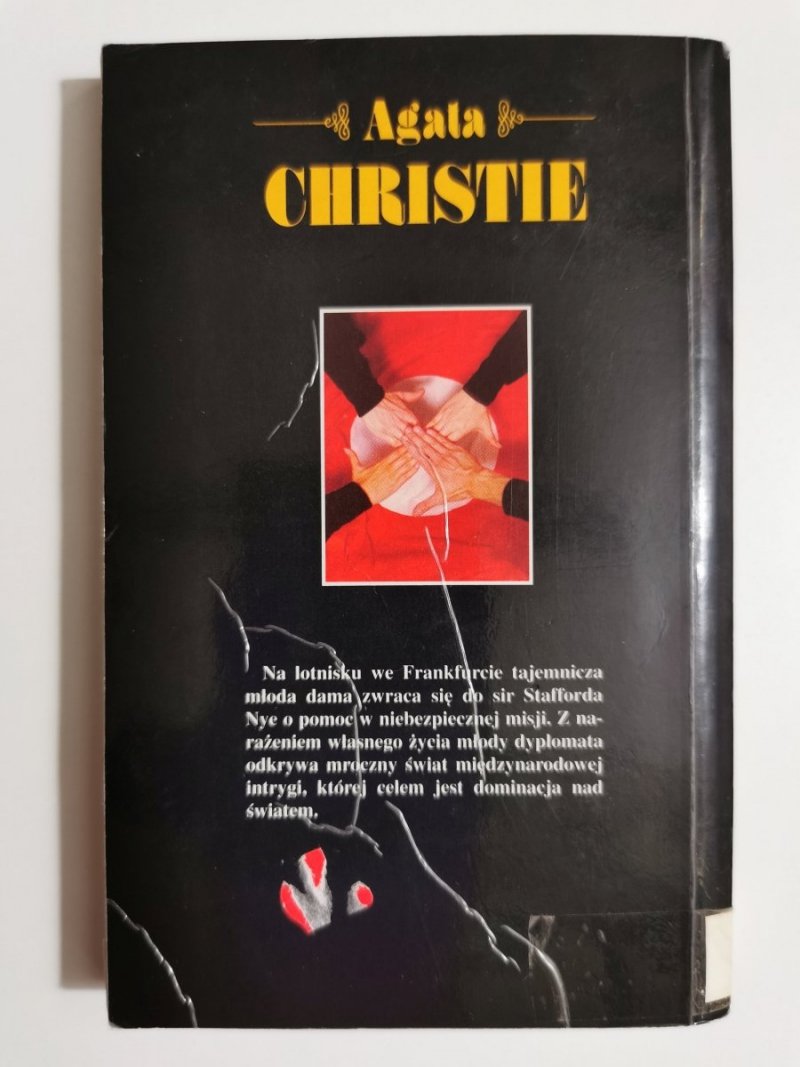 Agata
CHRISTIE
Na lotnisku we Frankfurcie tajemnicza
młoda dama zwraca się do sir Stafforda
Nye o pomoc w niebezpiecznej misji. Z na-
rażeniem własnego życia młody dyplomata
odkrywa mroczny świat międzynarodowej
intrygi, której celem jest dominacja nad
światem.